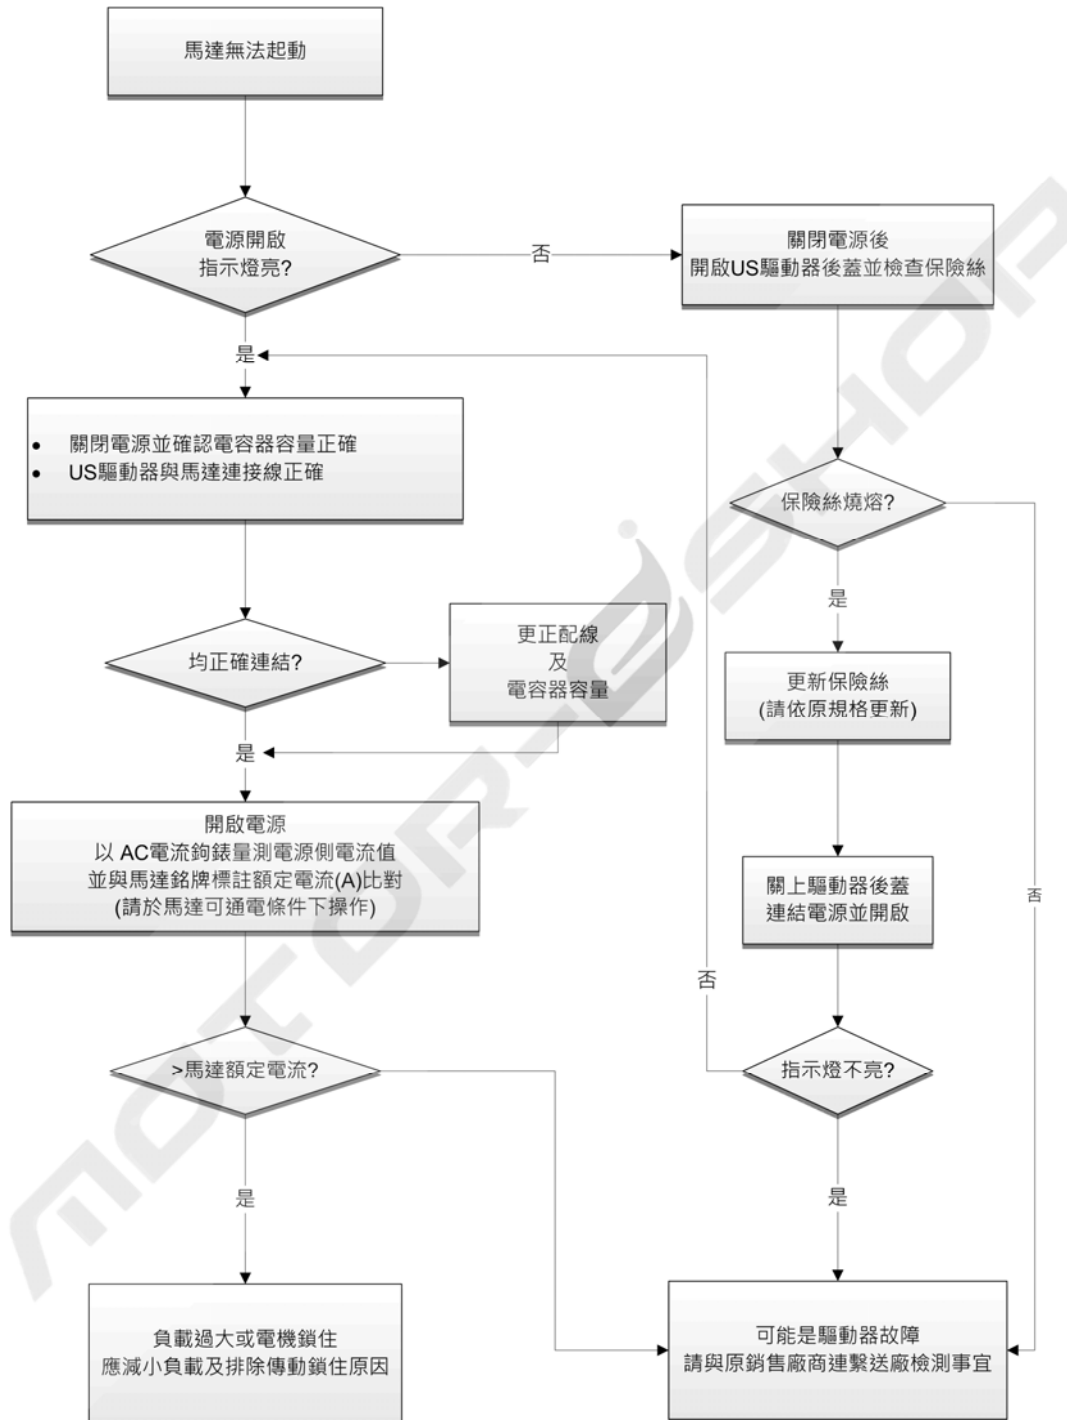 馬達無法起動
電源開啟
指示燈亮?
否
關閉電源後
開啟US驅動器後蓋並檢查保險絲
是
• 關閉電源並確認電容器容量正確
• US驅動器與馬達連接線正確
保險絲燒熔?
是
均正確連結?
更正配線
及
電容器容量
更新保險絲
(請依原規格更新)
是
開啟電源
以 AC電流鉤錶量測電源側電流值
並與馬達銘牌標註額定電流(A)比對
(請於馬達可通電條件下操作)
關上驅動器後蓋
連結電源並開啟
否
否
>馬達額定電流?
指示燈不亮?
是
是
負載過大或電機鎖住
應減小負載及排除傳動鎖住原因
可能是驅動器故障
請與原銷售廠商連繫送廠檢測事宜
MOTOR-eSHOP